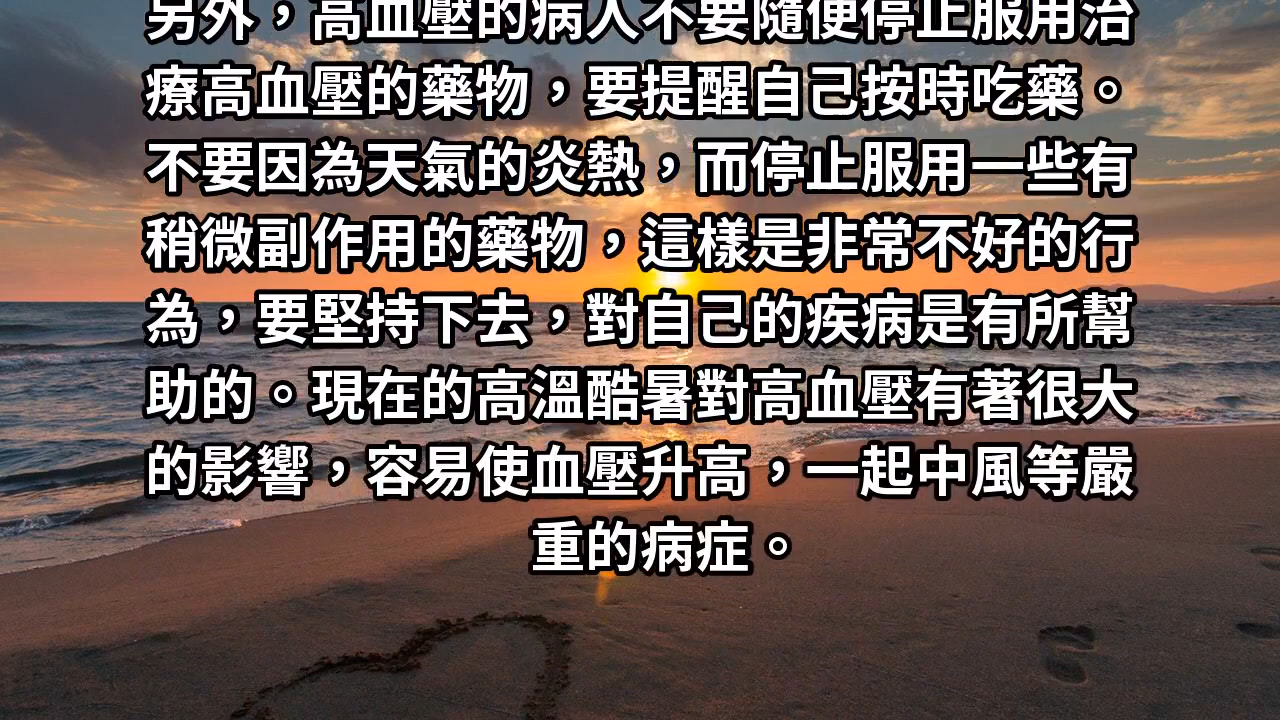 另外，高血壓的病人不要隨便停止服用治
療高血壓的藥物，要提醒自己按時吃藥。
不要因為天氣的炎熱，而停止服用一些有
稍微副作用的藥物，這樣是非常不好的行
為，要堅持下去，對自己的疾病是有所幫
助的。現在的高溫酷暑對高血壓有著很大
的影響，容易使血壓升高，一起中風等嚴
重的病症。